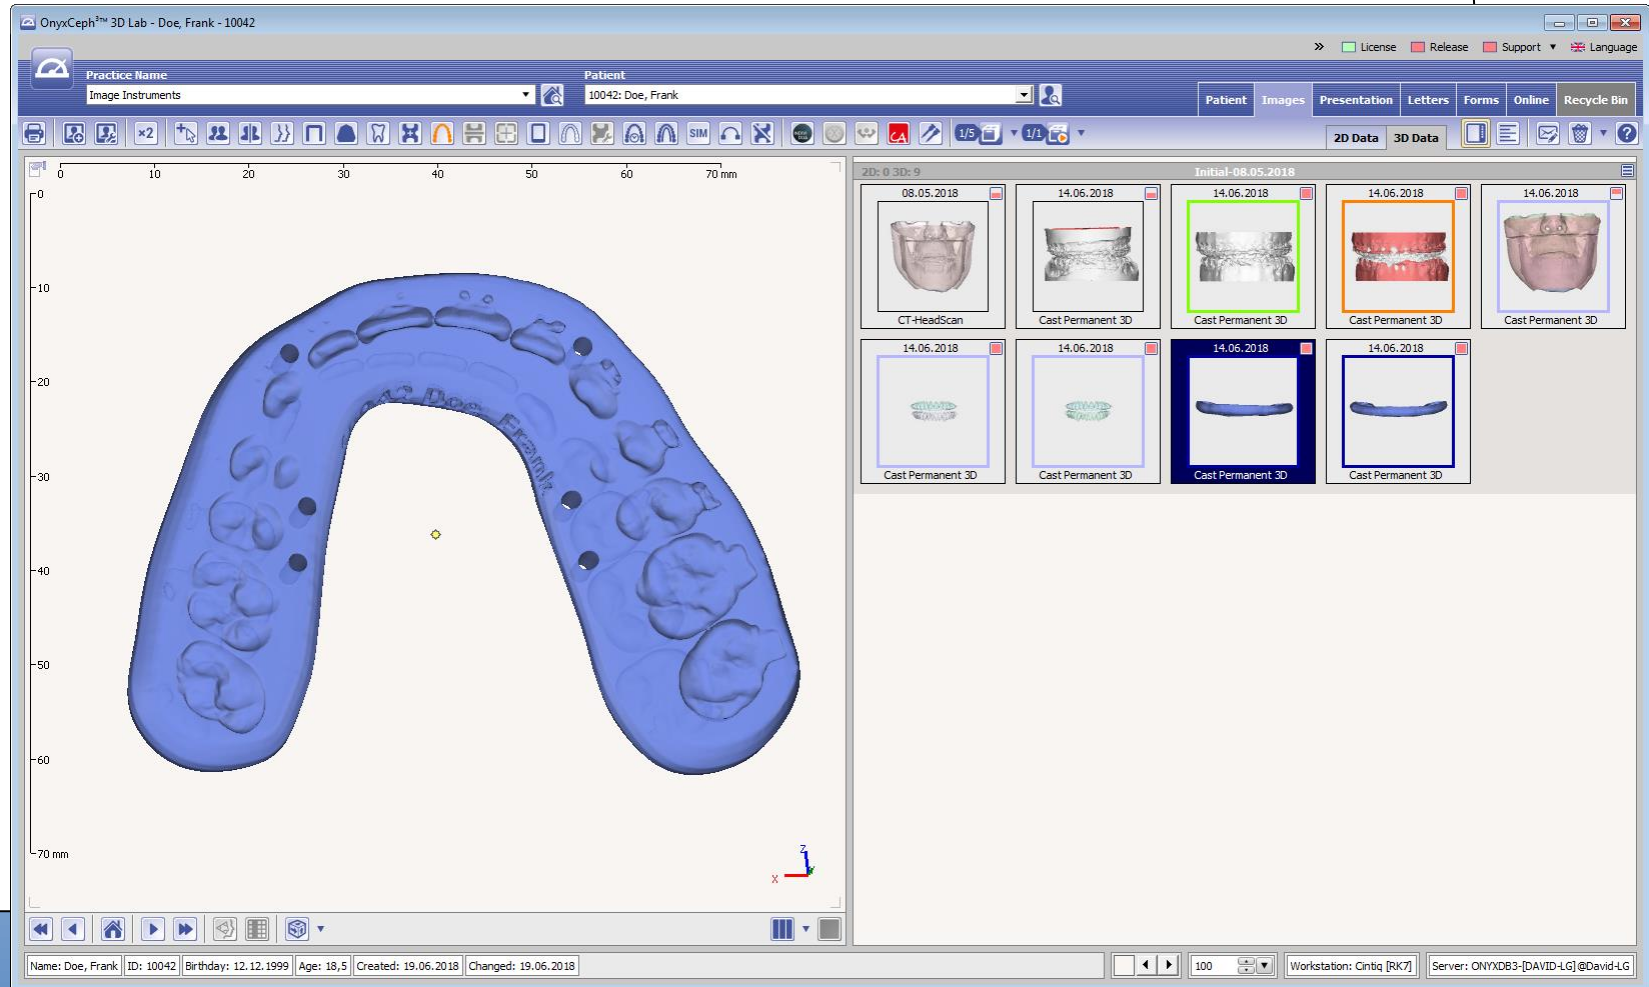 OnyxCeph³™ 3D Lab - Doe, Frank - 10042
» License Release Support Language
Practice Name Patient
Image Instruments 10042: Doe, Frank
Patient Images Presentation Letters Forms Online Recycle Bin
×2 SIM CA 1/5 1/1 2D Data 3D Data
0 10 20 30 40 50 60 70 mm
0
10
20
30
40
50
60
70 mm
Doe, Frank
Z
X
2D: 0 3D: 9 Initial-08.05.2018
08.05.2018 14.06.2018 14.06.2018 14.06.2018 14.06.2018
CT-HeadScan Cast Permanent 3D Cast Permanent 3D Cast Permanent 3D Cast Permanent 3D
14.06.2018 14.06.2018 14.06.2018 14.06.2018
Cast Permanent 3D Cast Permanent 3D Cast Permanent 3D Cast Permanent 3D
Name: Doe, Frank ID: 10042 Birthday: 12.12.1999 Age: 18,5 Created: 19.06.2018 Changed: 19.06.2018 100 Workstation: Cintiq [RK7] Server: ONYXDB3-[DAVID-LG]@David-LG